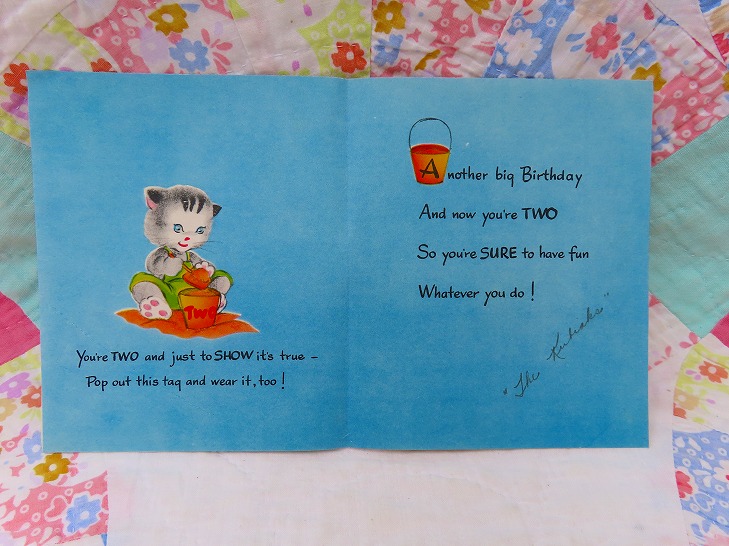 TWO
You're TWO and just to SHOW it's true –
Pop out this tag and wear it, too!
Another big Birthday
And now you're TWO
So you're SURE to have fun
Whatever you do!
"The